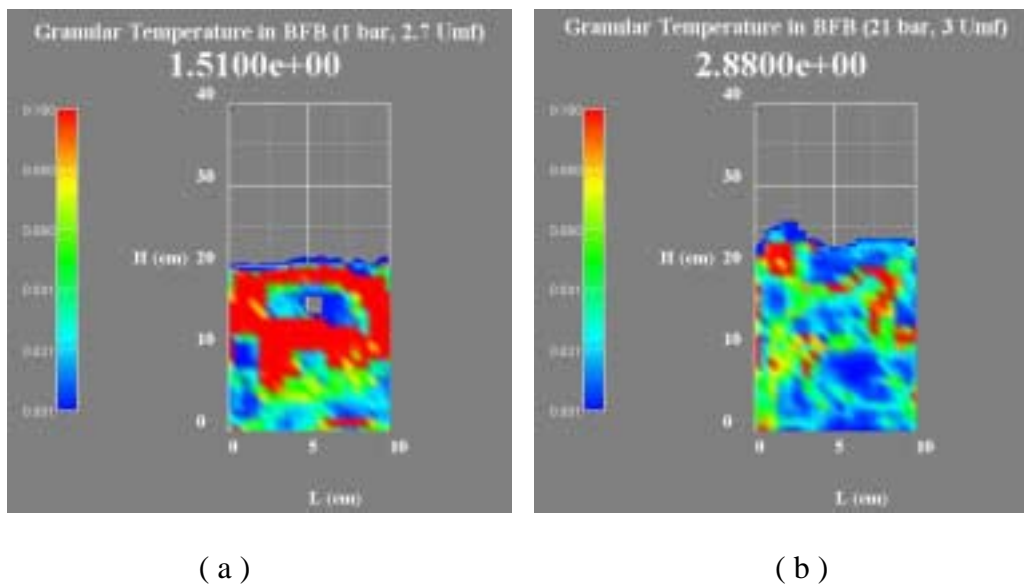 Granular Temperature in BFB (1 bar, 2.7 Umf)
1.5100e+00
40
30
H (cm) 20
10
0
0 5 10
L (cm)
Granular Temperature in BFB (21 bar, 3 Umf)
2.8800e+00
40
30
H (cm) 20
10
0
0 5 10
L (cm)
( a )
( b )